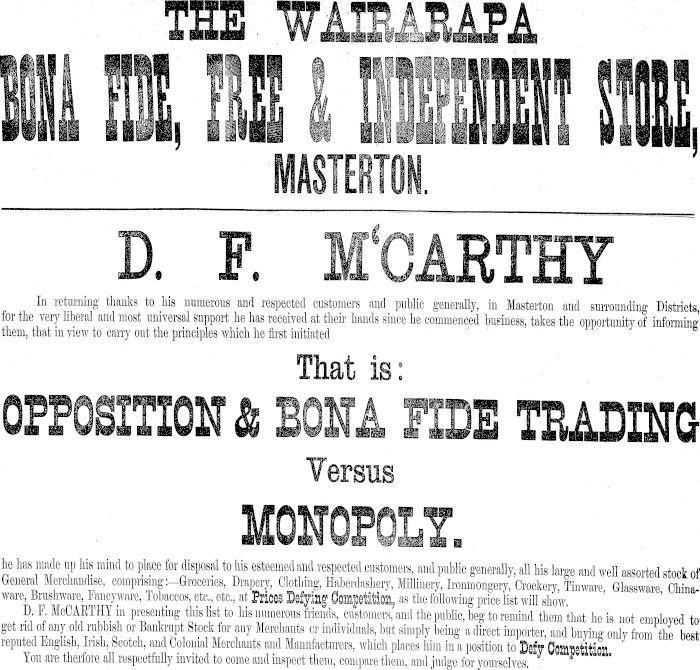 THE WAIRARAPA
BONA FIDE, FREE & INDEPENDENT STORE,
MASTERTON.
D. F. M‘CARTHY
In returning thanks to his numerous and respected customers and public generally, in Masterton and surrounding Districts,
for the very liberal and most universal support he has received at their hands since he commenced business, takes the opportunity of informing
them, that in view to carry out the principles which he first initiated
That is:
OPPOSITION & BONA FIDE TRADING
Versus
MONOPOLY.
he has made up his mind to place for disposal to his esteemed and respected customers, and public generally, all his large and well assorted stock of
General Merchandise, comprising:—Groceries, Drapery, Clothing, Haberdashery, Millinery, Ironmongery, Crockery, Tinware, Glassware, China-
ware, Brushware, Fancyware, Tobaccos, etc., etc., at Prices Defying Competition, as the following price list will show.
D. F. McCARTHY in presenting this list to his numerous friends, customers, and the public, beg to remind them that he is not employed to
get rid of any old rubbish or Bankrupt Stock for any Merchants or individuals, but simply being a direct importer, and buying only from the best
reputed English, Irish, Scotch, and Colonial Merchants and Manufacturers, which places him in a position to Defy Competition.
You are therfore all respectfully invited to come and inspect them, compare them, and judge for yourselves.